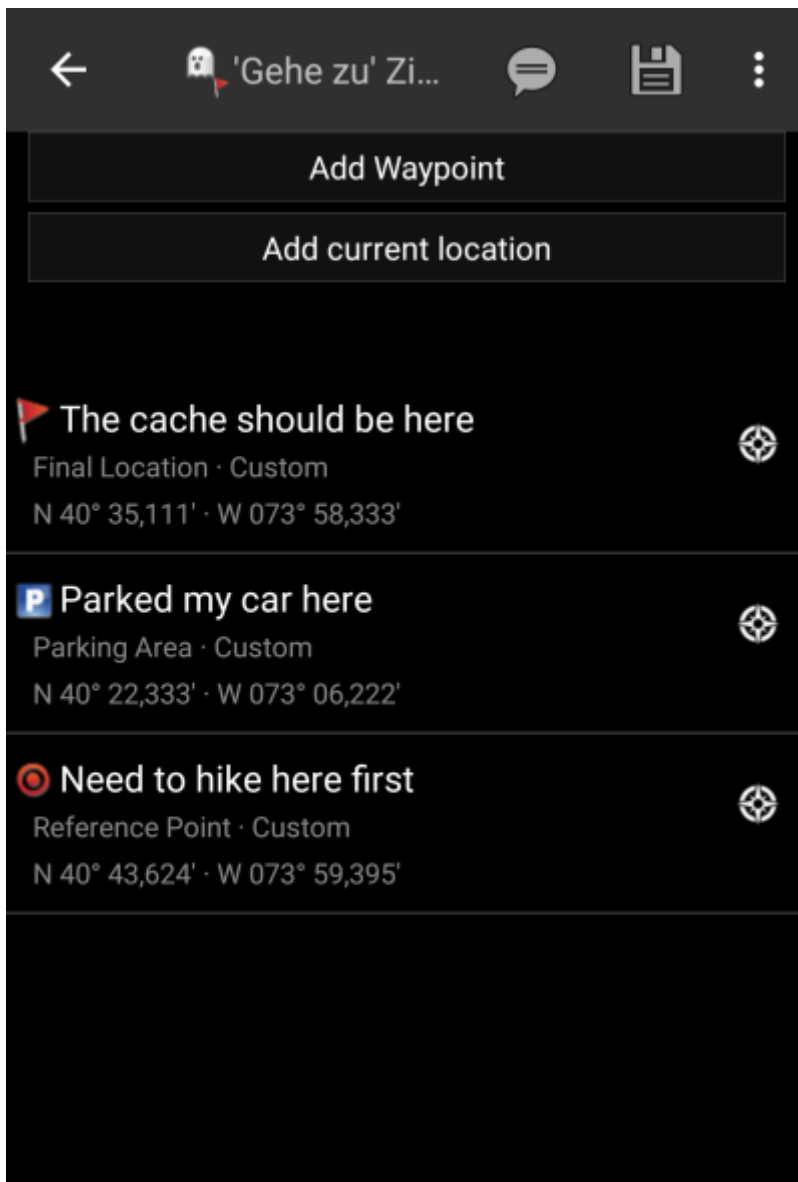 'Gehe zu' Zi...
Add Waypoint
Add current location
The cache should be here
Final Location · Custom
N 40° 35,111' · W 073° 58,333'
P Parked my car here
Parking Area · Custom
N 40° 22,333' · W 073° 06,222'
Need to hike here first
Reference Point · Custom
N 40° 43,624' · W 073° 59,395'